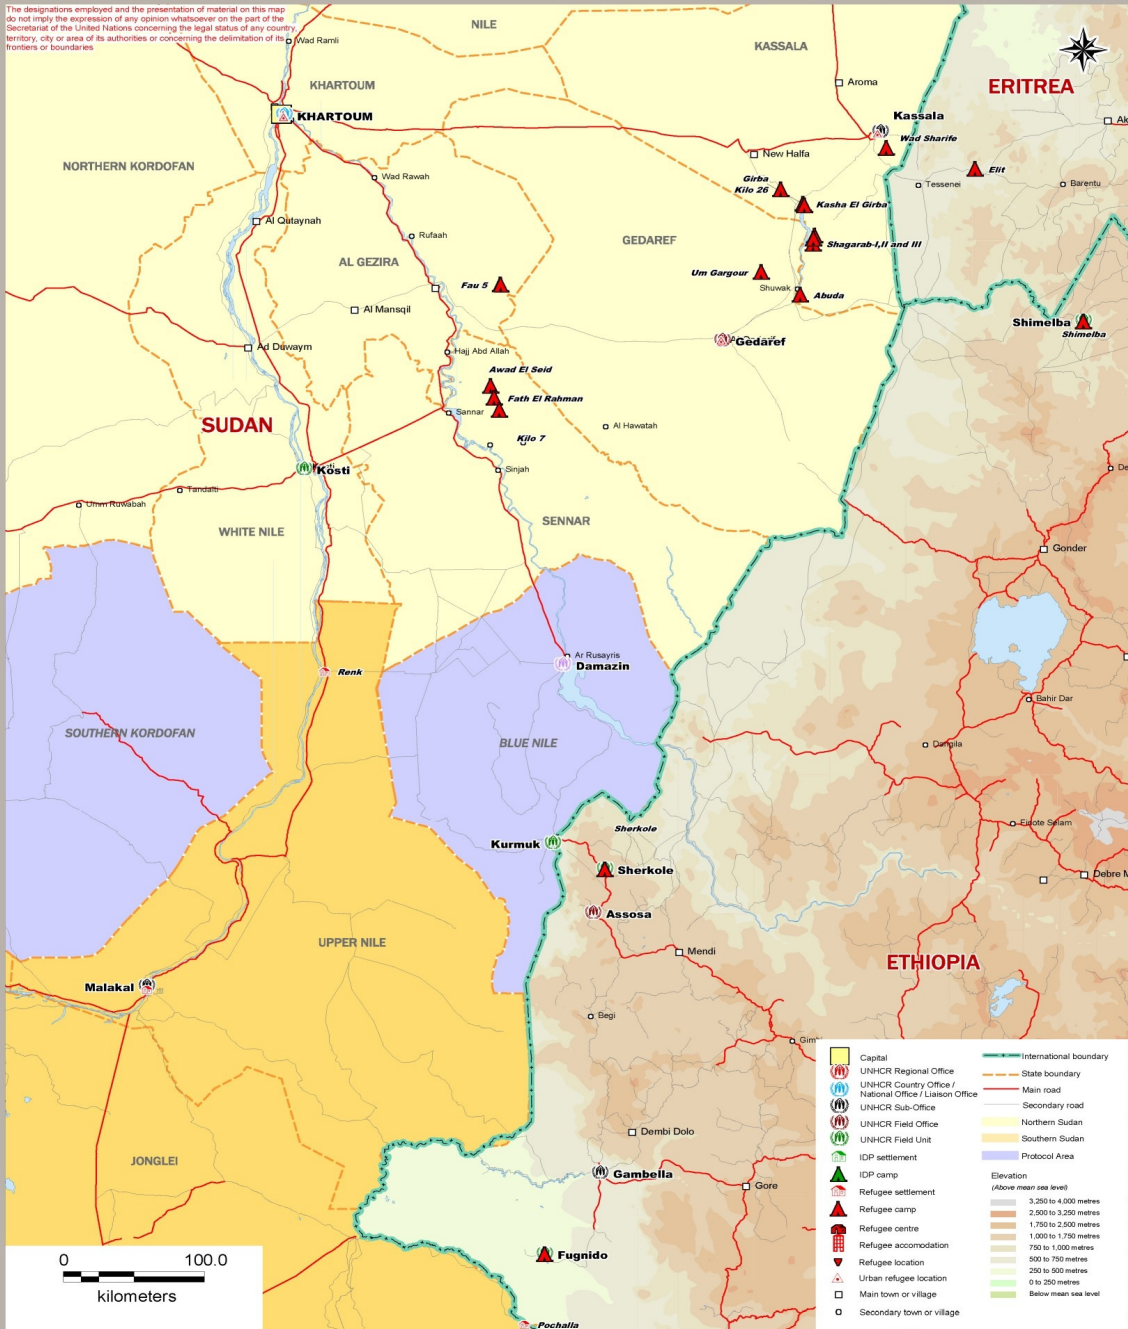 The designations employed and the presentation of material on this map
do not imply the expression of any opinion whatsoever on the part of the
Secretariat of the United Nations concerning the legal status of any country,
territory, city or area of its authorities or concerning the delimitation of its
frontiers or boundaries
Wad Ramli
NILE
KASSALA
KHARTOUM
Aroma
ERITREA
KHARTOUM
Kassala
Wad Sharife
NORTHERN KORDOFAN
New Halfa
Elit
Wad Rawah
Girba
Kilo 26
Tessenei
Barentu
Kasha El Girba
Al Qutaynah
Rufaah
GEDAREF
Shagarab-I,II and III
AL GEZIRA
Um Gargour
Fau 5
Shuwak
Abuda
Al Mansqil
Shimelba
Shimelba
Gedaref
Ad Duwaym
Hajj Abd Allah
Awad El Seid
Fath El Rahman
Sannar
SUDAN
Al Hawatah
Kilo 7
Kosti
Sinjah
Tandalti
Umm Ruwabah
WHITE NILE
SENNAR
Gonder
Ar Rusayris
Damazin
Renk
Bahir Dar
SOUTHERN KORDOFAN
BLUE NILE
Dangila
Finote Selam
Sherkole
Kurmuk
Sherkole
Debre M
Assosa
UPPER NILE
Mendi
ETHIOPIA
Malakal
Begi
Dembi Dolo
JONGLEI
Gambella
Gore
Fugnido
Pochalla
0 100.0
kilometers
Capital
UNHCR Regional Office
UNHCR Country Office /
National Office / Liaison Office
UNHCR Sub-Office
UNHCR Field Office
UNHCR Field Unit
IDP settlement
IDP camp
Refugee settlement
Refugee camp
Refugee centre
Refugee accomodation
Refugee location
Urban refugee location
Main town or village
Secondary town or village
International boundary
State boundary
Main road
Secondary road
Northern Sudan
Southern Sudan
Protocol Area
Elevation
(Above mean sea level)
3,250 to 4,000 metres
2,500 to 3,250 metres
1,750 to 2,500 metres
1,000 to 1,750 metres
750 to 1,000 metres
500 to 750 metres
250 to 500 metres
0 to 250 metres
Below mean sea level